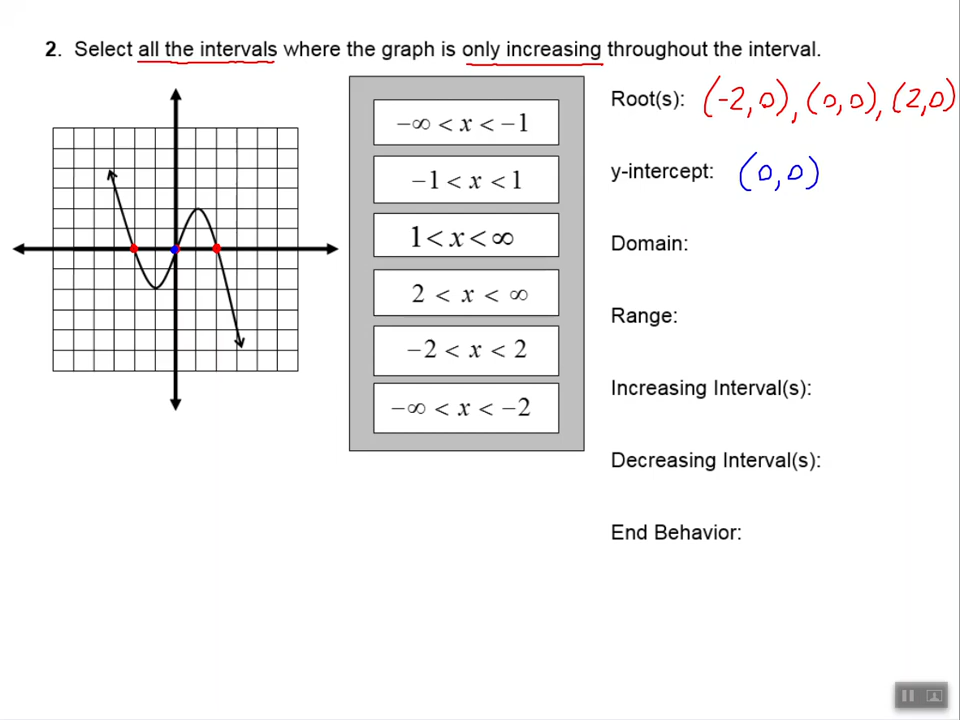 2. Select all the intervals where the graph is only increasing throughout the interval.
−∞ < x < −1
−1 < x < 1
1 < x < ∞
2 < x < ∞
−2 < x < 2
−∞ < x < −2
Root(s): (-2,0), (0,0), (2,0)
y-intercept: (0,0)
Domain:
Range:
Increasing Interval(s):
Decreasing Interval(s):
End Behavior: